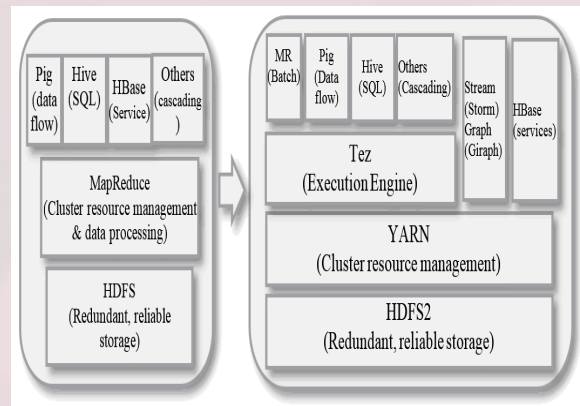 Pig
(data
flow)
Hive
(SQL)
HBase
(Service)
Others
(cascading
)
MapReduce
(Cluster resource management
& data processing)
HDFS
(Redundant, reliable
storage)
MR
(Batch)
Pig
(Data
flow)
Hive
(SQL)
Others
(Cascading)
Stream
(Storm)
Graph
(Giraph)
HBase
(services)
Tez
(Execution Engine)
YARN
(Cluster resource management)
HDFS2
(Redundant, reliable storage)